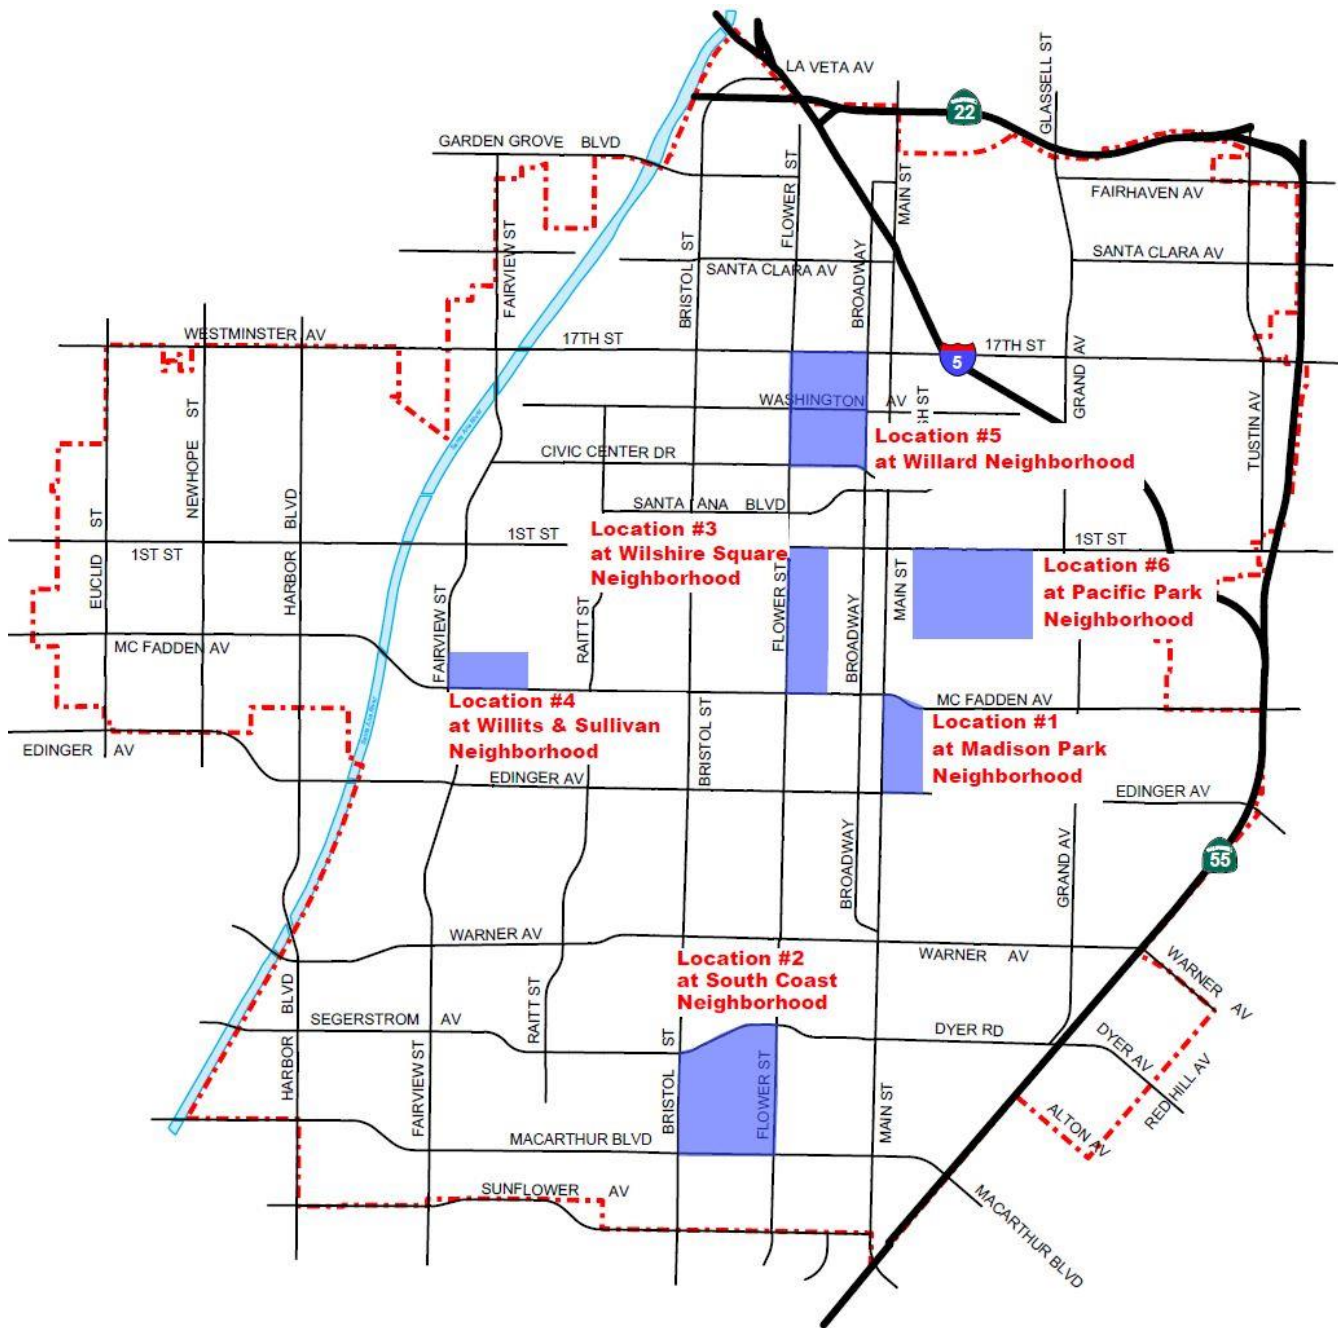 LA VETA AV
GLASSELL ST
22
GARDEN GROVE BLVD
FLOWER ST
MAIN ST
FAIRHAVEN AV
FAIRVIEW ST
BRISTOL ST
SANTA CLARA AV
BROADWAY
SANTA CLARA AV
WESTMINSTER AV
17TH ST
5
17TH ST
GRAND AV
NEWHOPE ST
WASHINGTON AV
SH ST
TUSTIN AV
Santa Ana River
Location #5
at Willard Neighborhood
CIVIC CENTER DR
HARBOR BLVD
EUCLID ST
SANTA ANA BLVD
1ST ST
1ST ST
1ST ST
Location #3
at Wilshire Square
Neighborhood
FLOWER ST
BROADWAY
MAIN ST
Location #6
at Pacific Park
Neighborhood
FAIRVIEW ST
RAITT ST
MC FADDEN AV
Location #4
at Willits & Sullivan
Neighborhood
BRISTOL ST
MC FADDEN AV
Location #1
at Madison Park
Neighborhood
Santa Ana River
EDINGER AV
EDINGER AV
EDINGER AV
BROADWAY
GRAND AV
55
WARNER AV
WARNER AV
WARNER AV
Location #2
at South Coast
Neighborhood
HARBOR BLVD
SEGERSTROM AV
RAITT ST
DYER RD
DYER AV
RED HILL AV
FAIRVIEW ST
BRISTOL ST
FLOWER ST
MAIN ST
ALTON AV
MACARTHUR BLVD
SUNFLOWER AV
MACARTHUR BLVD